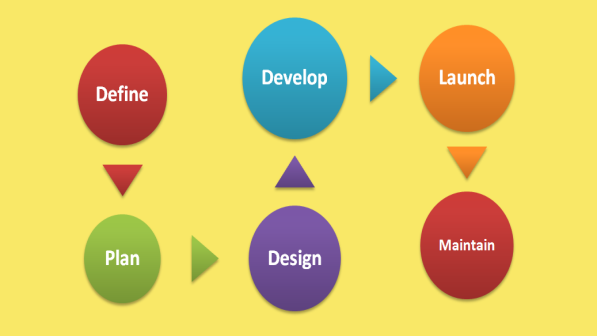 Define
Plan
Design
Develop
Launch
Maintain